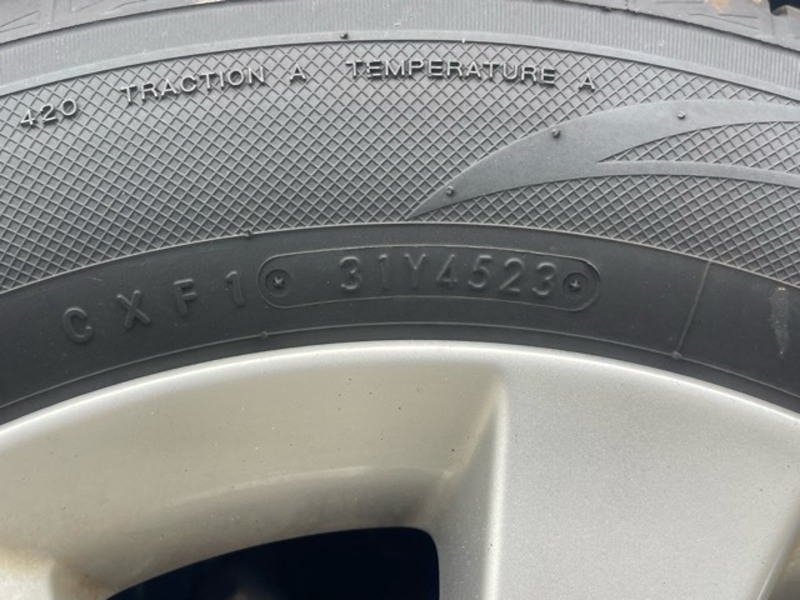 420 TRACTION A TEMPERATURE A
CXF1 31Y4523